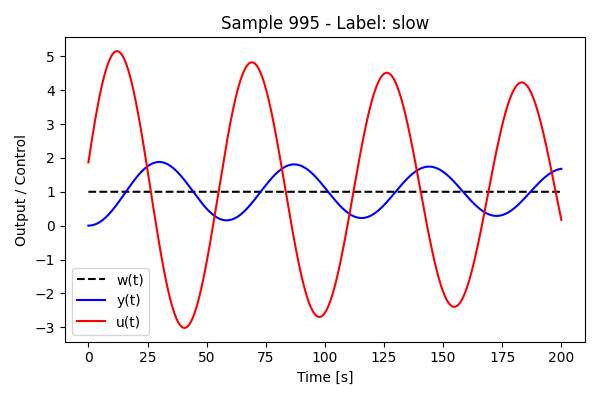 Sample 995 - Label: slow
Output / Control
5
4
3
2
1
0
−1
−2
−3
w(t)
y(t)
u(t)
0 25 50 75 100 125 150 175 200
Time [s]